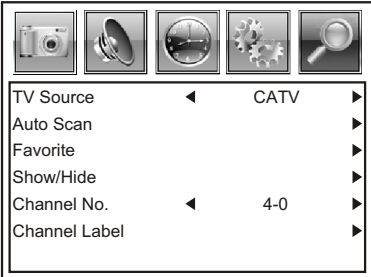 TV Source CATV
Auto Scan
Favorite
Show/Hide
Channel No. 4-0
Channel Label